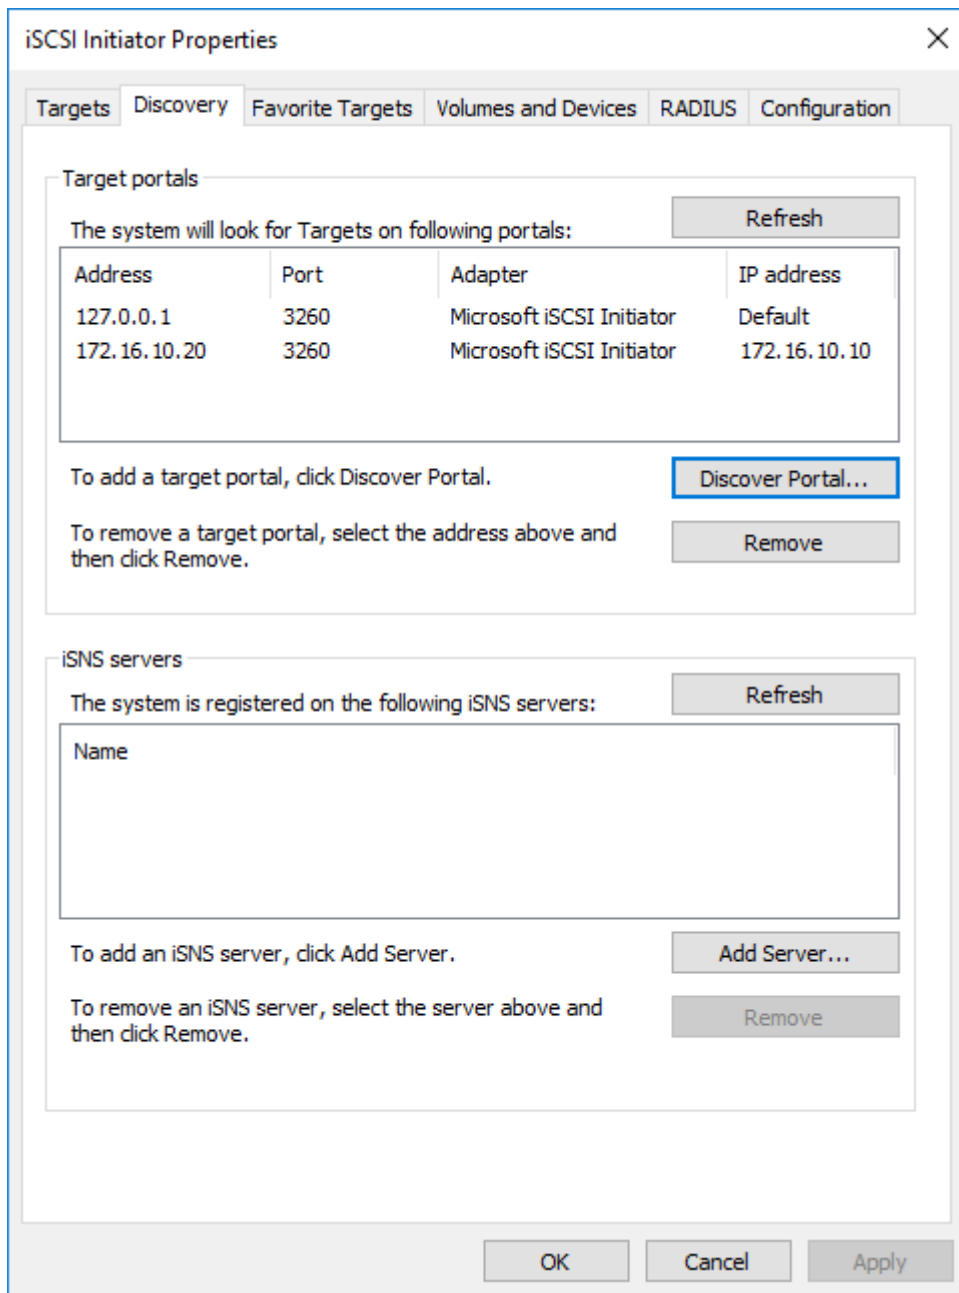 iSCSI Initiator Properties
Targets Discovery Favorite Targets Volumes and Devices RADIUS Configuration
Target portals
The system will look for Targets on following portals:
Refresh
Address Port Adapter IP address
127.0.0.1 3260 Microsoft iSCSI Initiator Default
172.16.10.20 3260 Microsoft iSCSI Initiator 172.16.10.10
To add a target portal, click Discover Portal.
Discover Portal...
To remove a target portal, select the address above and
then click Remove.
Remove
iSNS servers
The system is registered on the following iSNS servers:
Refresh
Name
To add an iSNS server, click Add Server.
Add Server...
To remove an iSNS server, select the server above and
then click Remove.
Remove
OK Cancel Apply